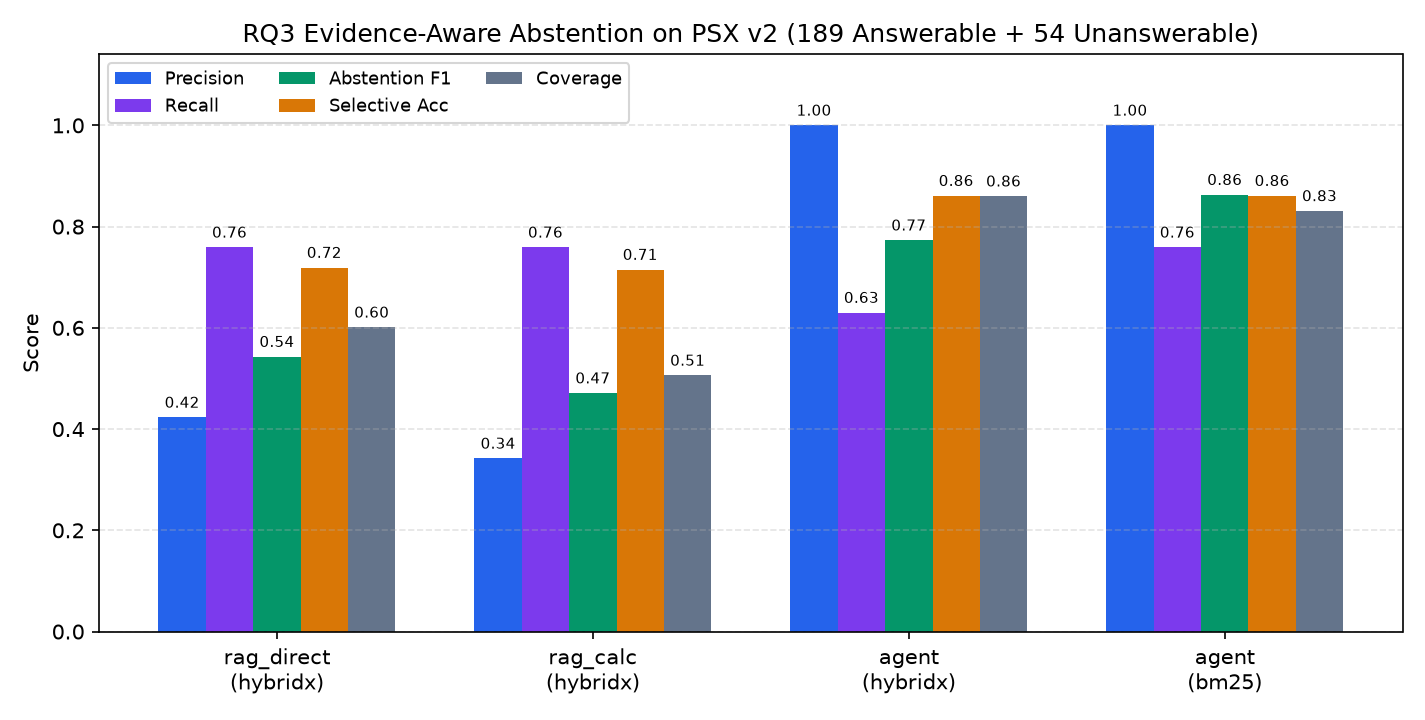 RQ3 Evidence-Aware Abstention on PSX v2 (189 Answerable + 54 Unanswerable)
Precision Abstention F1 Coverage
Recall Selective Acc
Score
1.0
0.8
0.6
0.4
0.2
0.0
0.42 0.76 0.54 0.72 0.60
0.34 0.76 0.47 0.71 0.51
1.00 0.63 0.77 0.86 0.86
1.00 0.76 0.86 0.86 0.83
rag_direct
(hybridx)
rag_calc
(hybridx)
agent
(hybridx)
agent
(bm25)